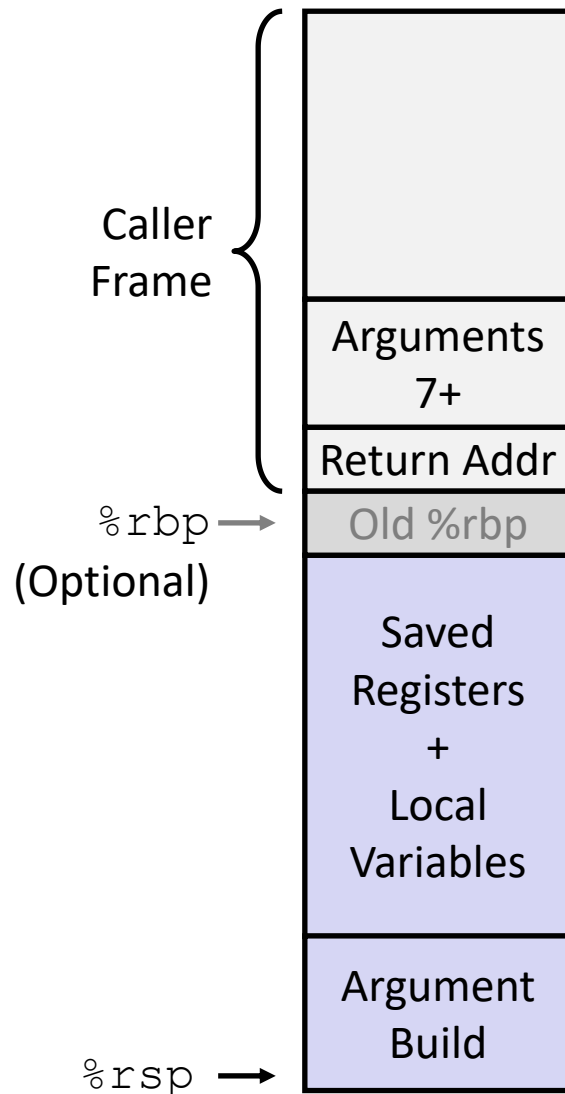 Caller
Frame
Arguments
7+
Return Addr
%rbp
Old %rbp
(Optional)
Saved
Registers
+
Local
Variables
Argument
Build
%rsp